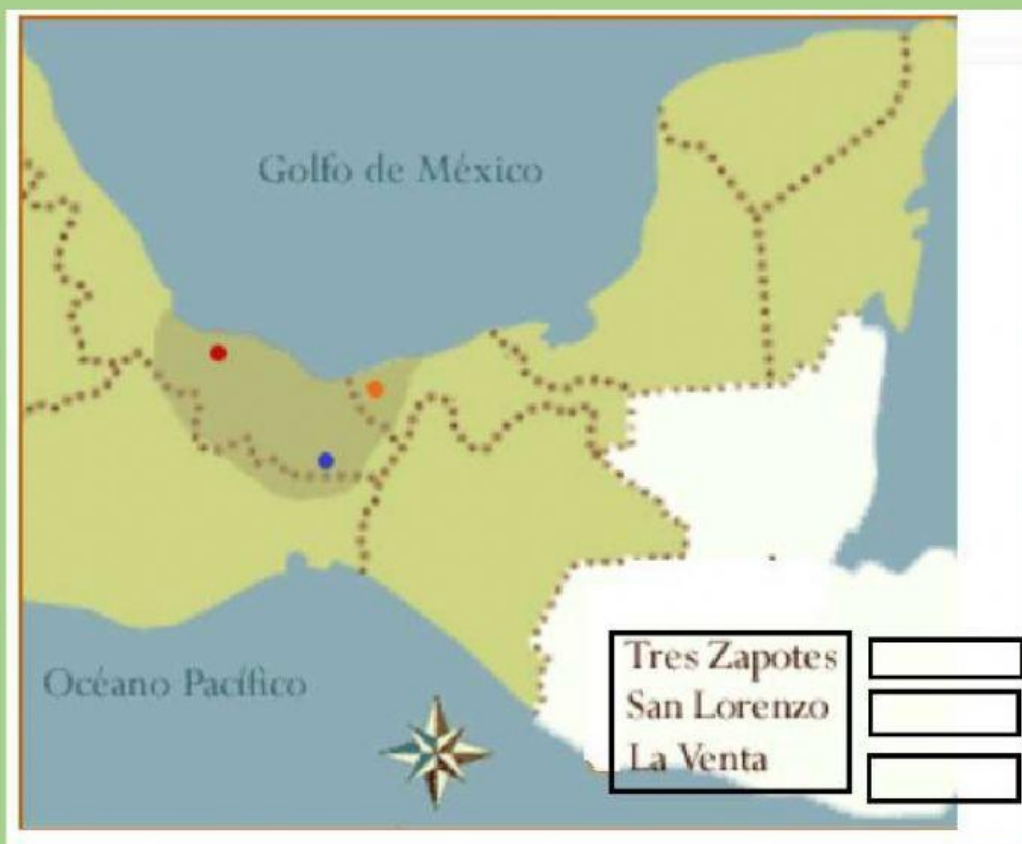 Golfo de México
Océano Pacífico
Tres Zapotes
San Lorenzo
La Venta